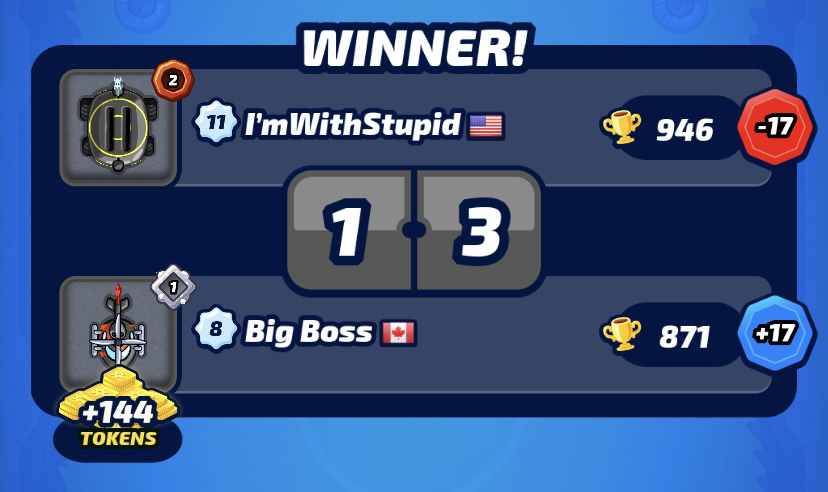 WINNER!
2
11 I'mWithStupid 946 -17
1 3
1
8 Big Boss 871 +17
+144
TOKENS